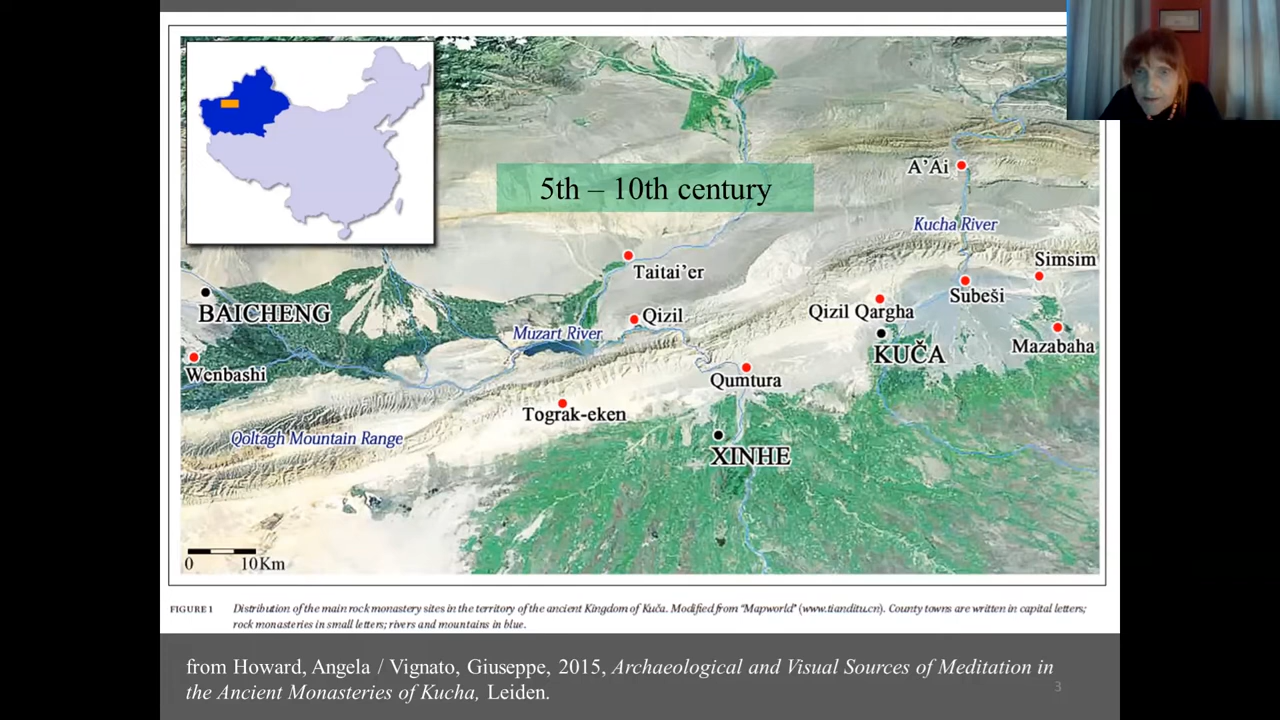 5th – 10th century
A’Ai
Kucha River
Taitai’er
Simsim
Subeši
BAICHENG
Muzart River
Qizil
Qizil Qargha
KUČA
Mazabaha
Wenbashi
Qumtura
Tograk-eken
Qoltagh Mountain Range
XINHE
0 10Km
FIGURE 1 Distribution of the main rock monastery sites in the territory of the ancient Kingdom of Kuča. Modified from “Mapworld” (www.tianditu.cn). County towns are written in capital letters;
rock monasteries in small letters; rivers and mountains in blue.
from Howard, Angela / Vignato, Giuseppe, 2015, Archaeological and Visual Sources of Meditation in
the Ancient Monasteries of Kucha, Leiden.
3